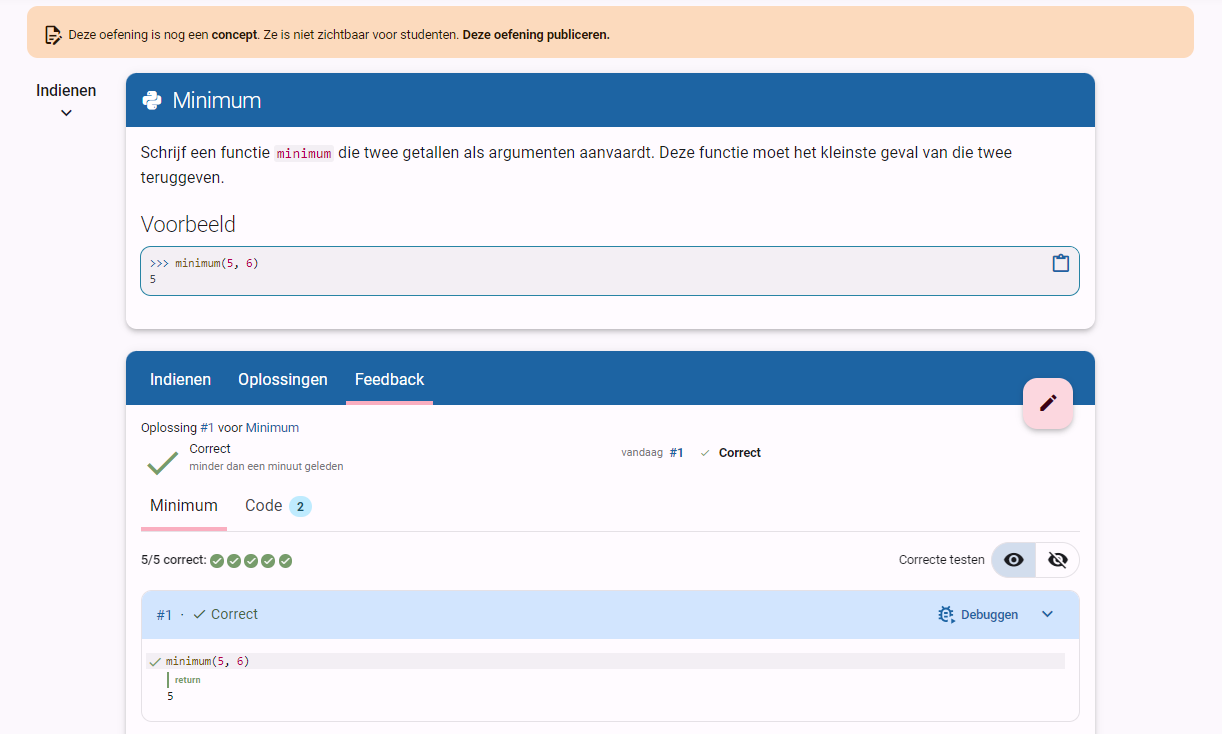 Deze oefening is nog een concept. Ze is niet zichtbaar voor studenten. Deze oefening publiceren.
Indienen
Minimum
Schrijf een functie minimum die twee getallen als argumenten aanvaardt. Deze functie moet het kleinste geval van die twee
teruggeven.
Voorbeeld
>>> minimum(5, 6)
5
Indienen Oplossingen Feedback
Oplossing #1 voor Minimum
Correct
minder dan een minuut geleden
vandaag #1 Correct
Minimum Code 2
5/5 correct:
Correcte testen
#1 · Correct Debuggen
minimum(5, 6)
return
5